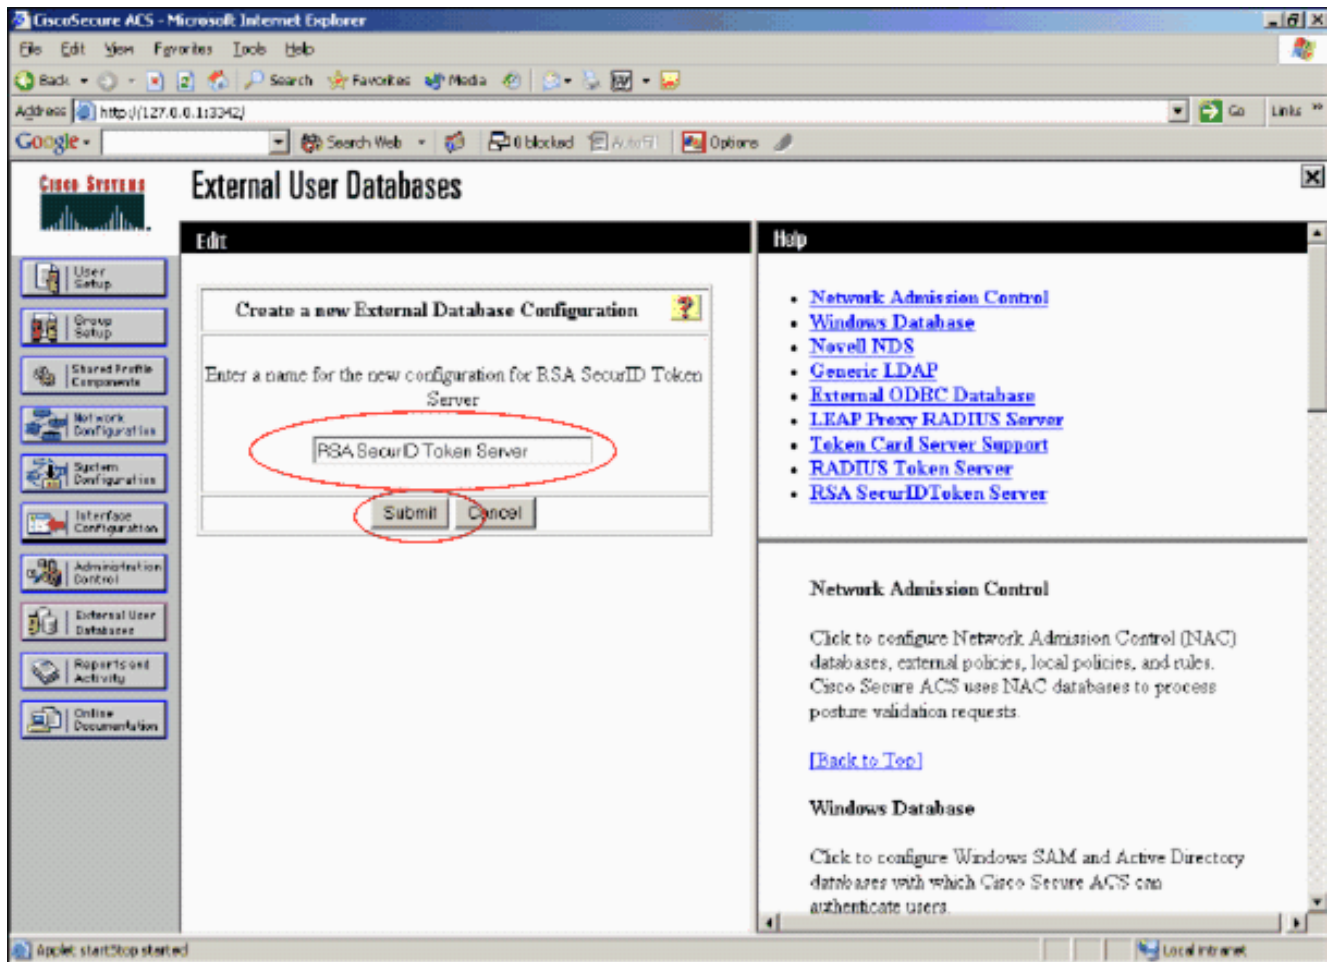 CiscoSecure ACS - Microsoft Internet Explorer
File Edit View Favorites Tools Help
Back Search Favorites Media
Address http://127.0.0.1:3342/ Go Links »
Google Search Web 0 blocked AutoFill Options
CISCO SYSTEMS
External User Databases
Edit
Create a new External Database Configuration
Enter a name for the new configuration for RSA SecurID Token
Server
RSA SecurID Token Server
Submit Cancel
User
Setup
Group
Setup
Shared Profile
Components
Network
Configuration
System
Configuration
Interface
Configuration
Administration
Control
External User
Databases
Reports and
Activity
Online
Documentation
Help
• Network Admission Control
• Windows Database
• Novell NDS
• Generic LDAP
• External ODBC Database
• LEAP Proxy RADIUS Server
• Token Card Server Support
• RADIUS Token Server
• RSA SecurIDToken Server
Network Admission Control
Click to configure Network Admission Control (NAC)
databases, external policies, local policies, and rules.
Cisco Secure ACS uses NAC databases to process
posture validation requests.
[Back to Top]
Windows Database
Click to configure Windows SAM and Active Directory
databases with which Cisco Secure ACS can
authenticate users.
Applet startStop started
Local intranet